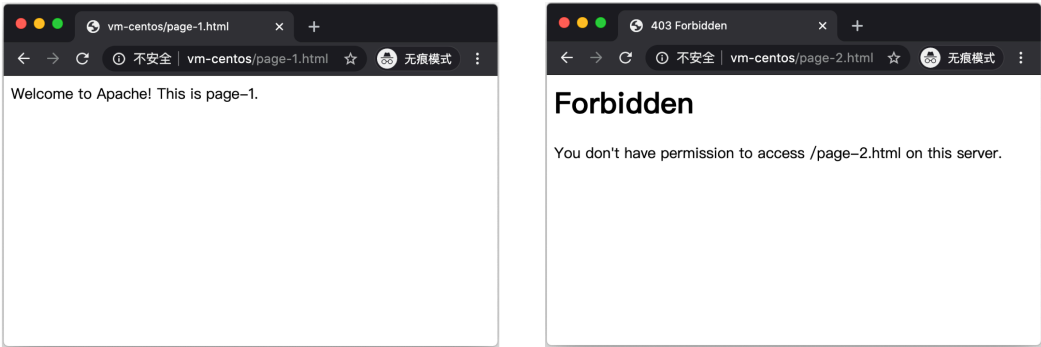 vm-centos/page-1.html
不安全 vm-centos/page-1.html 无痕模式
Welcome to Apache! This is page-1.
403 Forbidden
不安全 vm-centos/page-2.html 无痕模式
Forbidden
You don't have permission to access /page-2.html on this server.